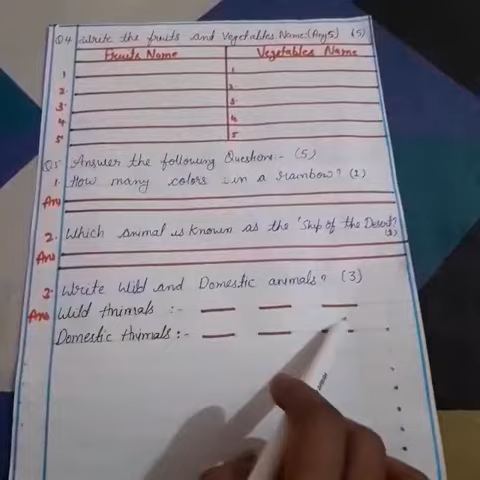 Q4 Write the fruits and Vegetables Name:(Any 5) (5)
Fruits Name Vegetables Name
1 1
2. 2
3. 3
4 4
5. 5
Q5 Answer the following Question:- (5)
1. How many colors in a rainbow? (1)
Ans
2. Which animal is known as the 'Ship of the Desert'?
(1)
Ans
3. Write Wild and Domestic animals? (3)
Ans Wild Animals :-
Domestic Animals :-